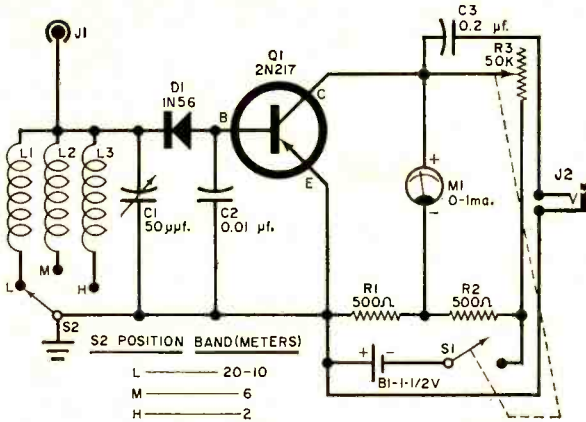 J1
C3
0.2 µf.
Q1
2N217
R3
50K
D1
1N56
B
C
E
L1
L2
L3
+
M1
0-1ma.
-
J2
C1
50µµf.
C2
0.01 µf.
L
M
H
S2
R1
500Ω
R2
500Ω
+
-
S1
B1-1-1/2V
S2 POSITION BAND(METERS)
L 20-10
M 6
H 2